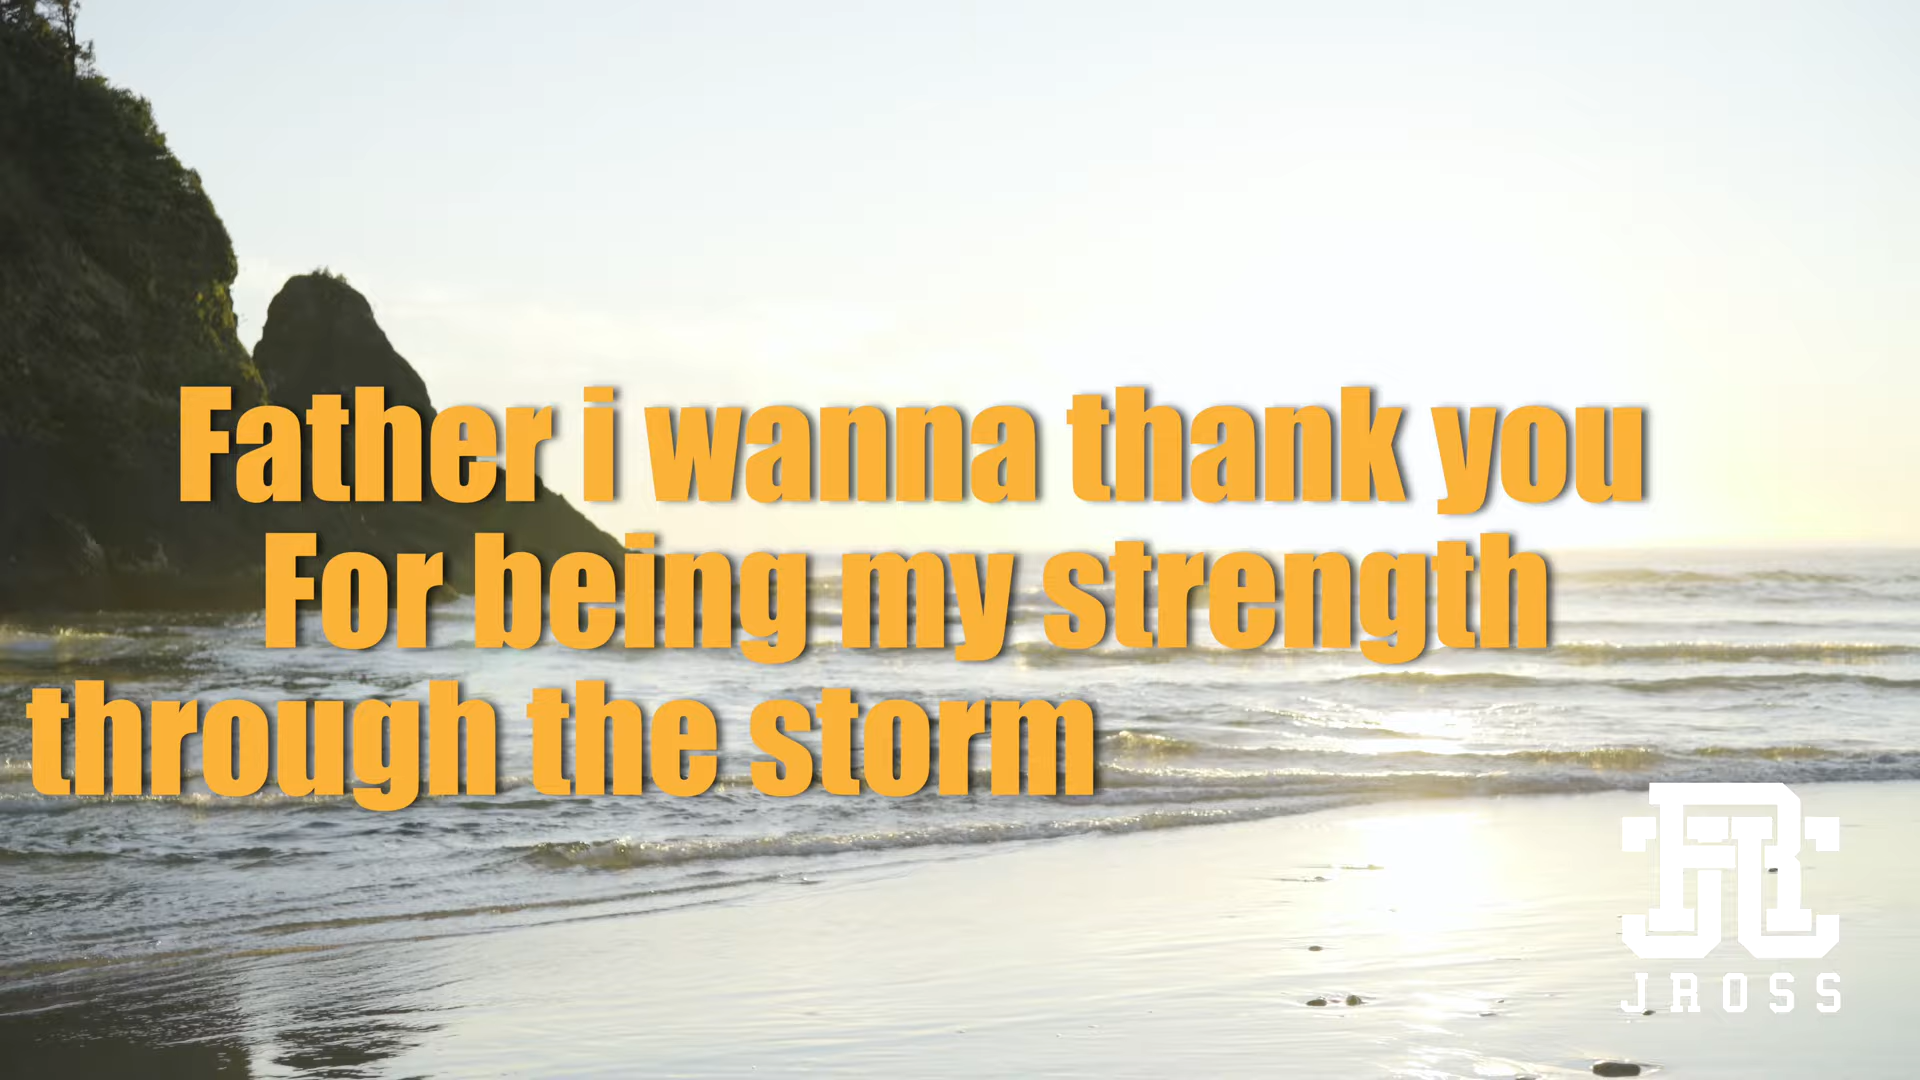 Father i wanna thank you
For being my strength
through the storm
JROSS